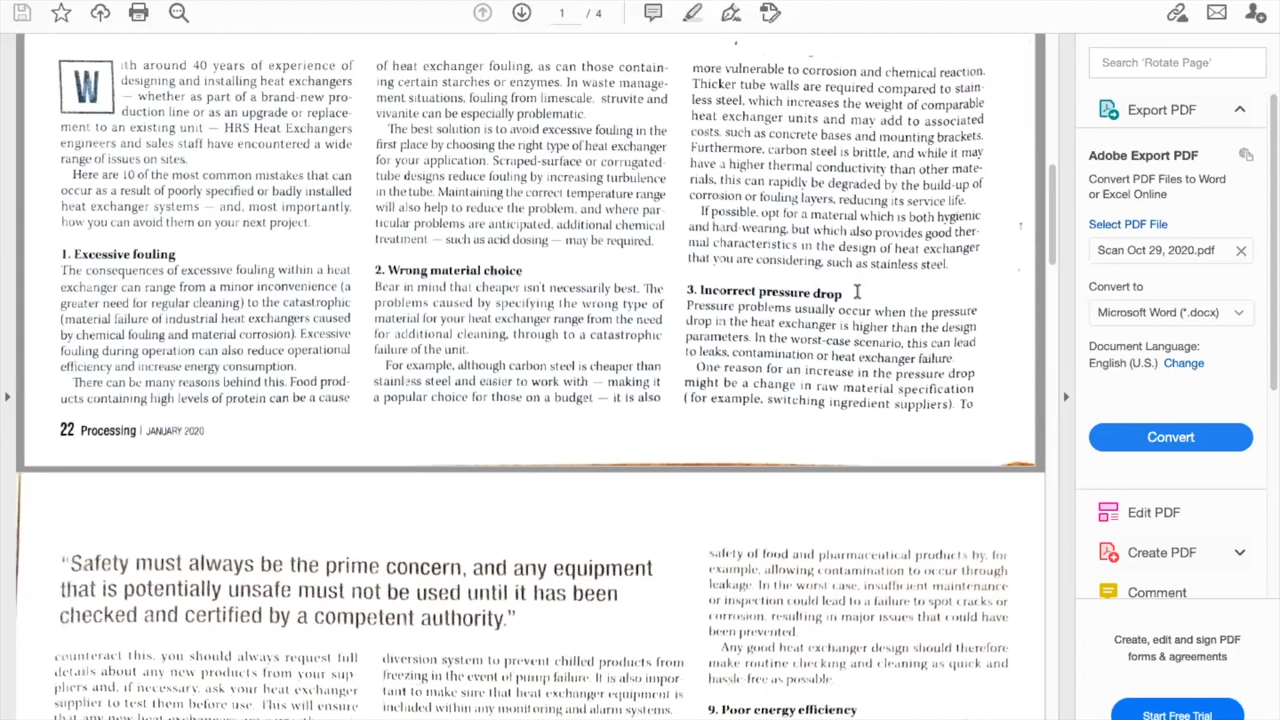 1 / 4
W
ith around 40 years of experience of
designing and installing heat exchangers
— whether as part of a brand-new pro-
duction line or as an upgrade or replace-
ment to an existing unit — HRS Heat Exchangers
engineers and sales staff have encountered a wide
range of issues on sites.
Here are 10 of the most common mistakes that can
occur as a result of poorly specified or badly installed
heat exchanger systems — and, most importantly,
how you can avoid them on your next project.
1. Excessive fouling
The consequences of excessive fouling within a heat
exchanger can range from a minor inconvenience (a
greater need for regular cleaning) to the catastrophic
(material failure of industrial heat exchangers caused
by chemical fouling and material corrosion). Excessive
fouling during operation can also reduce operational
efficiency and increase energy consumption.
There can be many reasons behind this. Food prod-
ucts containing high levels of protein can be a cause
22 Processing | JANUARY 2020
of heat exchanger fouling, as can those contain-
ing certain starches or enzymes. In waste manage-
ment situations, fouling from limescale, struvite and
vivanite can be especially problematic.
The best solution is to avoid excessive fouling in the
first place by choosing the right type of heat exchanger
for your application. Scraped-surface or corrugated-
tube designs reduce fouling by increasing turbulence
in the tube. Maintaining the correct temperature range
will also help to reduce the problem, and where par-
ticular problems are anticipated, additional chemical
treatment — such as acid dosing — may be required.
2. Wrong material choice
Bear in mind that cheaper isn't necessarily best. The
problems caused by specifying the wrong type of
material for your heat exchanger range from the need
for additional cleaning, through to a catastrophic
failure of the unit.
For example, although carbon steel is cheaper than
stainless steel and easier to work with — making it
a popular choice for those on a budget — it is also
more vulnerable to corrosion and chemical reaction.
Thicker tube walls are required compared to stain-
less steel, which increases the weight of comparable
heat exchanger units and may add to associated
costs, such as concrete bases and mounting brackets.
Furthermore, carbon steel is brittle, and while it may
have a higher thermal conductivity than other mate-
rials, this can rapidly be degraded by the build-up of
corrosion or fouling layers, reducing its service life.
If possible, opt for a material which is both hygienic
and hard-wearing, but which also provides good ther-
mal characteristics in the design of heat exchanger
that you are considering, such as stainless steel.
3. Incorrect pressure drop
Pressure problems usually occur when the pressure
drop in the heat exchanger is higher than the design
parameters. In the worst-case scenario, this can lead
to leaks, contamination or heat exchanger failure.
One reason for an increase in the pressure drop
might be a change in raw material specification
(for example, switching ingredient suppliers). To
"Safety must always be the prime concern, and any equipment
that is potentially unsafe must not be used until it has been
checked and certified by a competent authority."
counteract this, you should always request full
details about any new products from your sup-
pliers and, if necessary, ask your heat exchanger
supplier to test them before use. This will ensure
that any new heat exchangers are
diversion system to prevent chilled products from
freezing in the event of pump failure. It is also impor-
tant to make sure that heat exchanger equipment is
included within any monitoring and alarm systems.
safety of food and pharmaceutical products by, for
example, allowing contamination to occur through
leakage. In the worst case, insufficient maintenance
or inspection could lead to a failure to spot cracks or
corrosion, resulting in major issues that could have
been prevented.
Any good heat exchanger design should therefore
make routine checking and cleaning as quick and
hassle-free as possible.
9. Poor energy efficiency
Search 'Rotate Page'
Export PDF
Adobe Export PDF
Convert PDF Files to Word
or Excel Online
Select PDF File
Scan Oct 29, 2020.pdf
Convert to
Microsoft Word (*.docx)
Document Language:
English (U.S.) Change
Convert
Edit PDF
Create PDF
Comment
Create, edit and sign PDF
forms & agreements
Start Free Trial